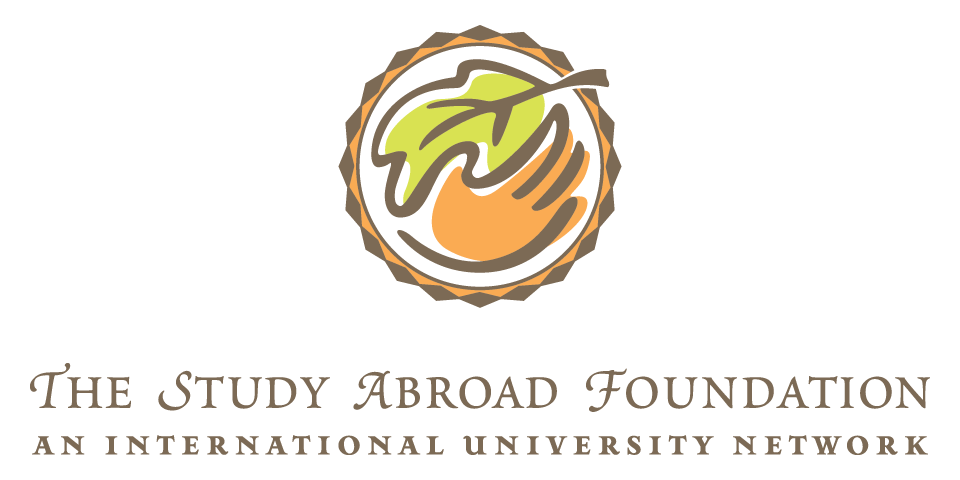 The Study Abroad Foundation
AN INTERNATIONAL UNIVERSITY NETWORK